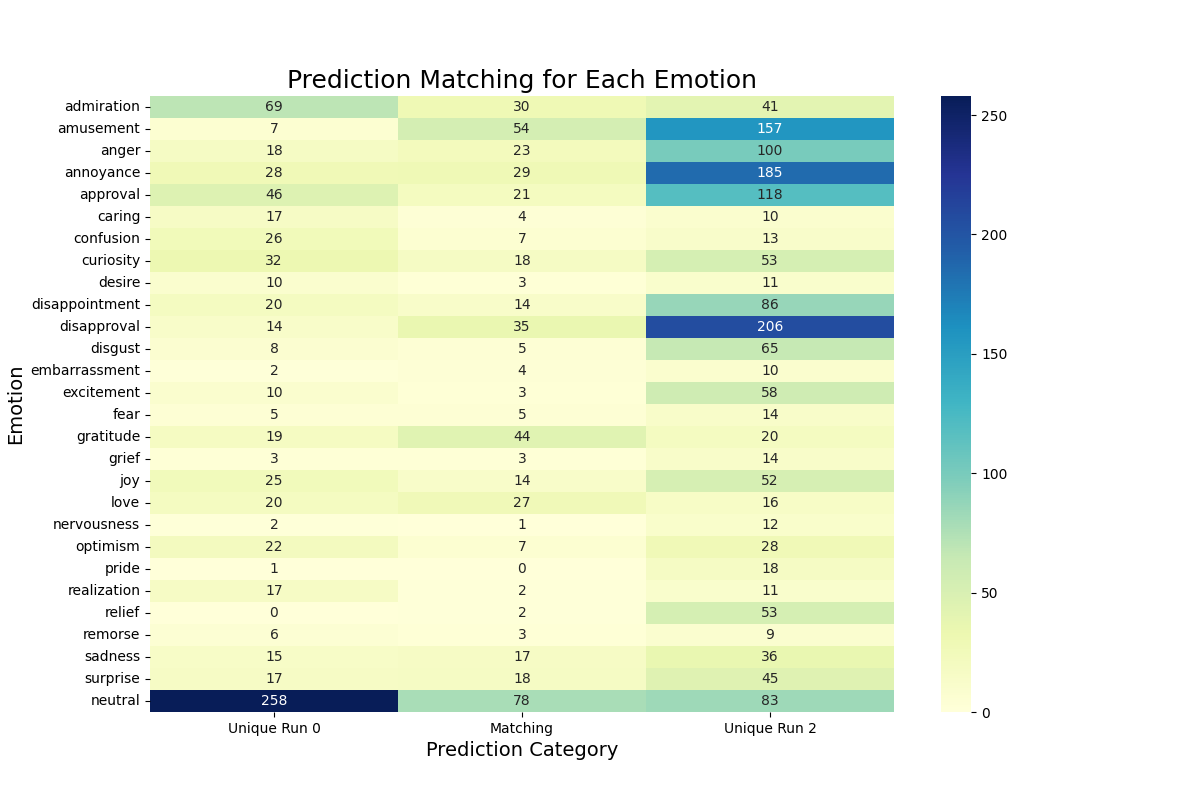 Prediction Matching for Each Emotion
admiration 69 30 41
amusement 7 54 157
anger 18 23 100
annoyance 28 29 185
approval 46 21 118
caring 17 4 10
confusion 26 7 13
curiosity 32 18 53
desire 10 3 11
disappointment 20 14 86
disapproval 14 35 206
disgust 8 5 65
embarrassment 2 4 10
excitement 10 3 58
fear 5 5 14
gratitude 19 44 20
grief 3 3 14
joy 25 14 52
love 20 27 16
nervousness 2 1 12
optimism 22 7 28
pride 1 0 18
realization 17 2 11
relief 0 2 53
remorse 6 3 9
sadness 15 17 36
surprise 17 18 45
neutral 258 78 83
Unique Run 0 Matching Unique Run 2
Prediction Category
Emotion
250
200
150
100
50
0